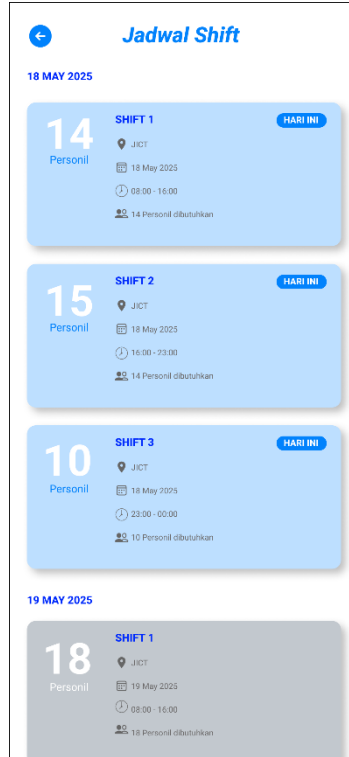 Jadwal Shift
18 MAY 2025
14
Personil
SHIFT 1
HARI INI
JICT
18 May 2025
08:00 - 16:00
14 Personil dibutuhkan
15
Personil
SHIFT 2
HARI INI
JICT
18 May 2025
16:00 - 23:00
14 Personil dibutuhkan
10
Personil
SHIFT 3
HARI INI
JICT
18 May 2025
23:00 - 00:00
10 Personil dibutuhkan
19 MAY 2025
18
Personil
SHIFT 1
JICT
19 May 2025
08:00 - 16:00
18 Personil dibutuhkan